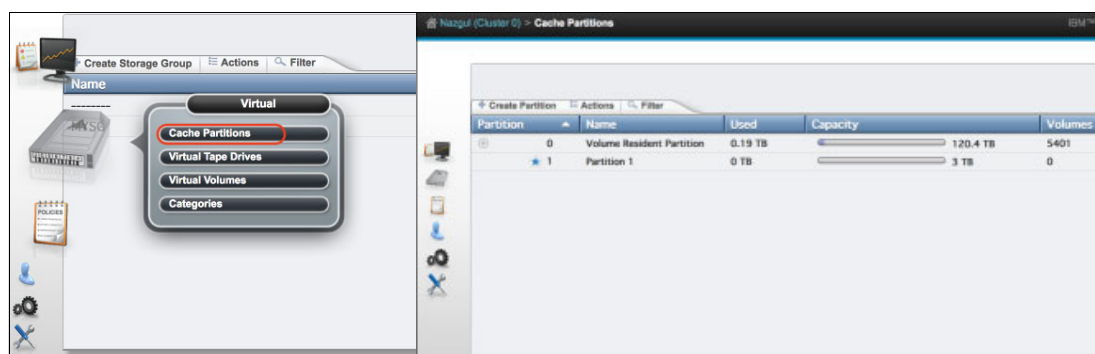 Create Storage Group Actions Filter
Name
--------
MYSG
Virtual
Cache Partitions
Virtual Tape Drives
Virtual Volumes
Categories
POLICIES
Nazgul (Cluster 0) > Cache Partitions IBM™
Create Partition Actions Filter
Partition Name Used Capacity Volumes
0 Volume Resident Partition 0.19 TB 120.4 TB 5401
1 Partition 1 0 TB 3 TB 0